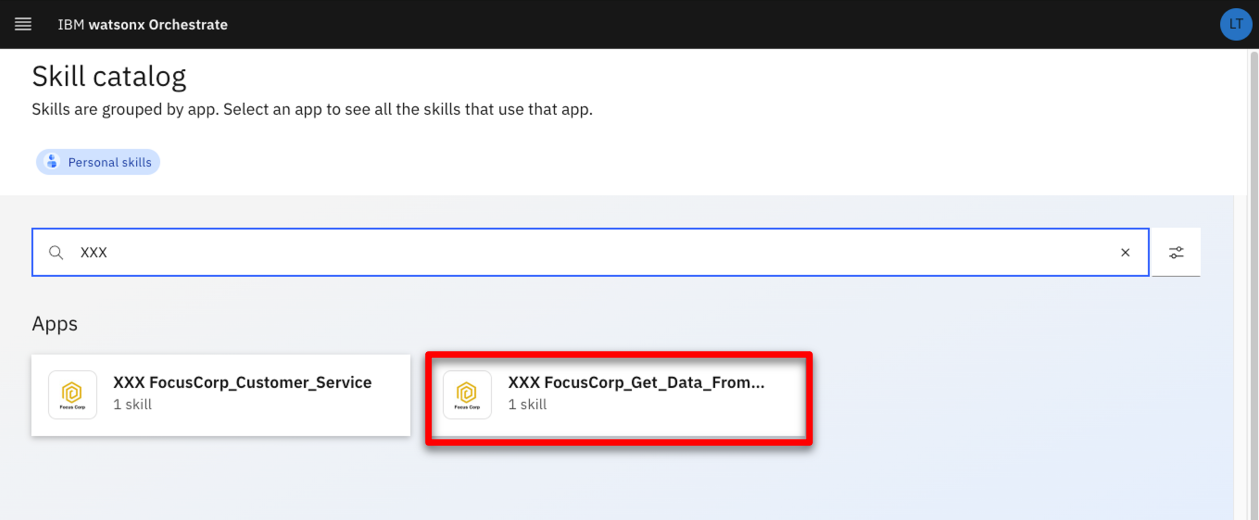 IBM watsonx Orchestrate
LT
Skill catalog
Skills are grouped by app. Select an app to see all the skills that use that app.
Personal skills
XXX
Apps
XXX FocusCorp_Customer_Service
1 skill
Focus Corp
XXX FocusCorp_Get_Data_From...
1 skill
Focus Corp